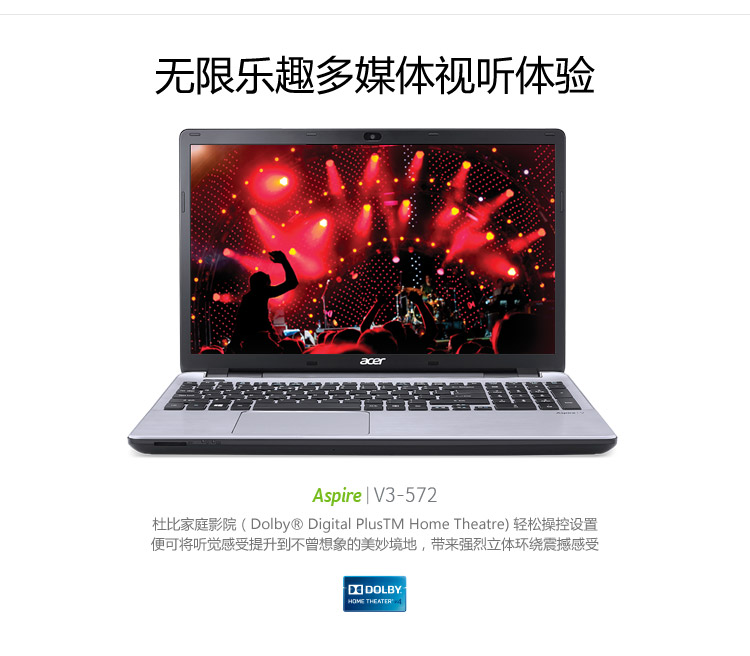 无限乐趣多媒体视听体验
acer
Aspire | V3-572
杜比家庭影院 ( Dolby® Digital PlusTM Home Theatre) 轻松操控设置
便可将听觉感受提升到不曾想象的美妙境地，带来强烈立体环绕震撼感受
DOLBY
HOME THEATER